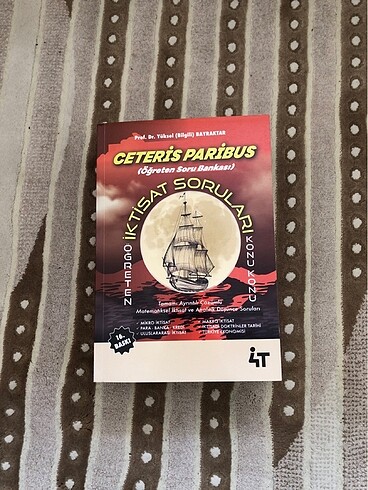 Prof. Dr. Yüksel (Bilgili) BAYRAKTAR
CETERİS PARIBUS
(Öğreten Soru Bankası)
İKTİSAT SORULARI
ÖĞRETEN
KONU KONU
Tamamı Ayrıntılı Çözümlü
Matematiksel İktisat ve Analitik Düşünce Soruları
MİKRO İKTİSAT
PARA - BANKA - KREDİ
ULUSLARARASI İKTİSAT
MAKRO İKTİSAT
İKTİSADİ DOKTRİNLER TARİHİ
TÜRKİYE EKONOMİSİ
16.
BASKI
4T